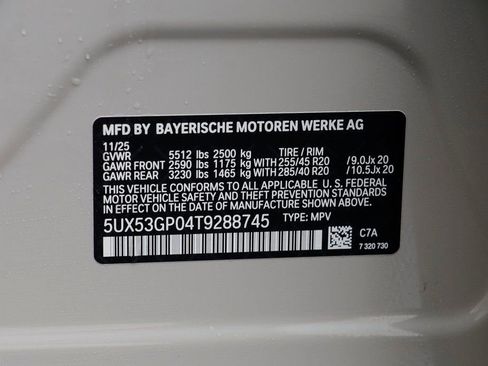 MFD BY BAYERISCHE MOTOREN WERKE AG
11/25
GVWR 5512 lbs 2500 kg TIRE / RIM
GAWR FRONT 2590 lbs 1175 kg 255/45 R20 /9.0Jx 20
GAWR REAR 3230 lbs 1465 kg 285/40 R20 /10.5Jx 20
THIS VEHICLE CONFORMS TO ALL APPLICABLE U. S. FEDERAL
MOTOR VEHICLE SAFETY AND THEFT PREVENTION STANDARDS
IN EFFECT ON THE DATE OF MANUFACTURE SHOWN ABOVE.
5UX53GP04T9288745 TYPE: MPV
C7A
7 320 730